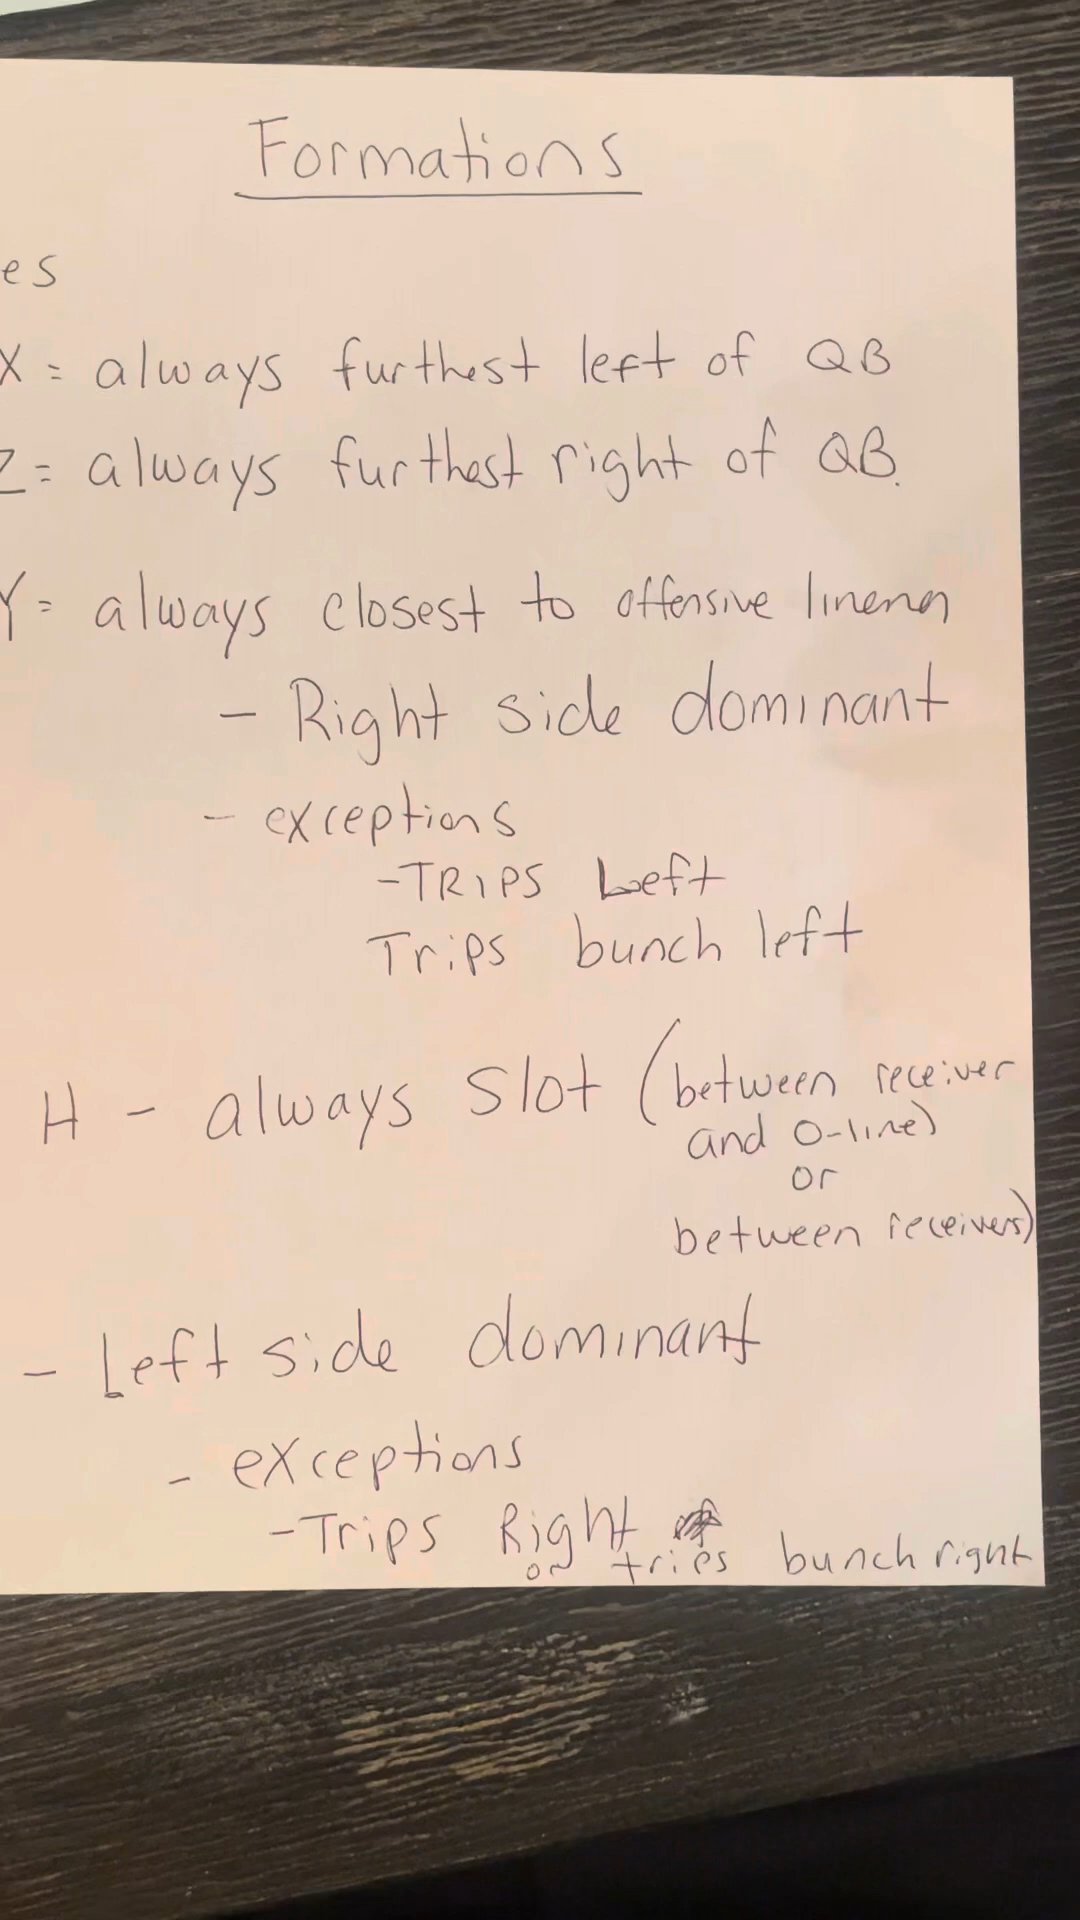 Formations
es
X = always furthest left of QB
Z = always furthest right of QB.
Y = always closest to offensive linemen
- Right side dominant
- exceptions
- TRIPS Left
Trips bunch left
H - always slot (between receiver
and O-line)
or
between receivers)
- Left side dominant
- exceptions
- Trips Right
or trips bunch right